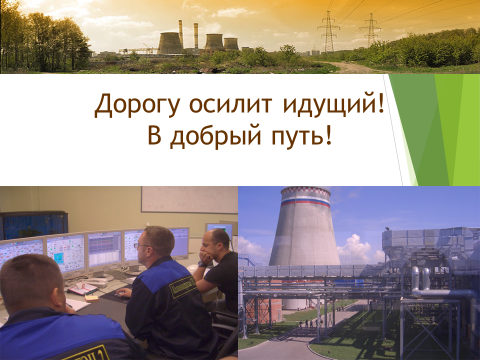 Дорогу осилит идущий!
В добрый путь!